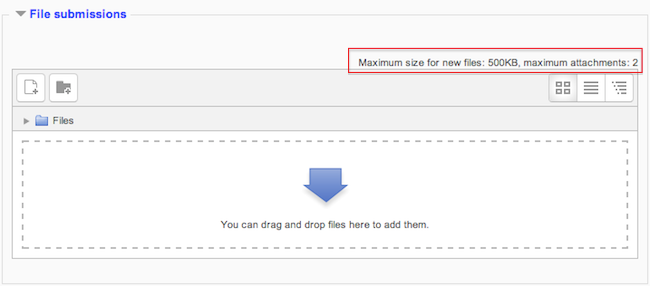 File submissions
Maximum size for new files: 500KB, maximum attachments: 2
Files
You can drag and drop files here to add them.